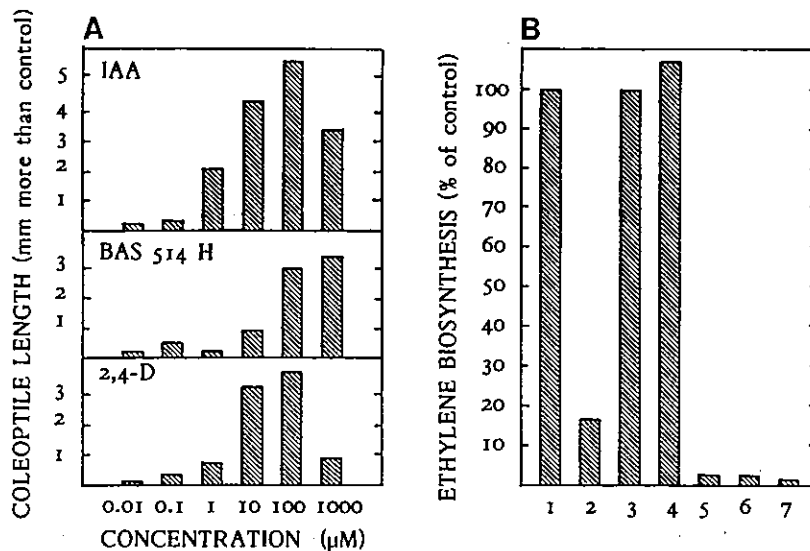 A
COLEOPTILE LENGTH (mm more than control)
IAA
5
4
3
2
1
BAS 514 H
3
2
1
2,4-D
3
2
1
0.01 0.1 1 10 100 1000
CONCENTRATION (μM)
B
ETHYLENE BIOSYNTHESIS (% of control)
100
90
80
70
60
50
40
30
20
10
1 2 3 4 5 6 7